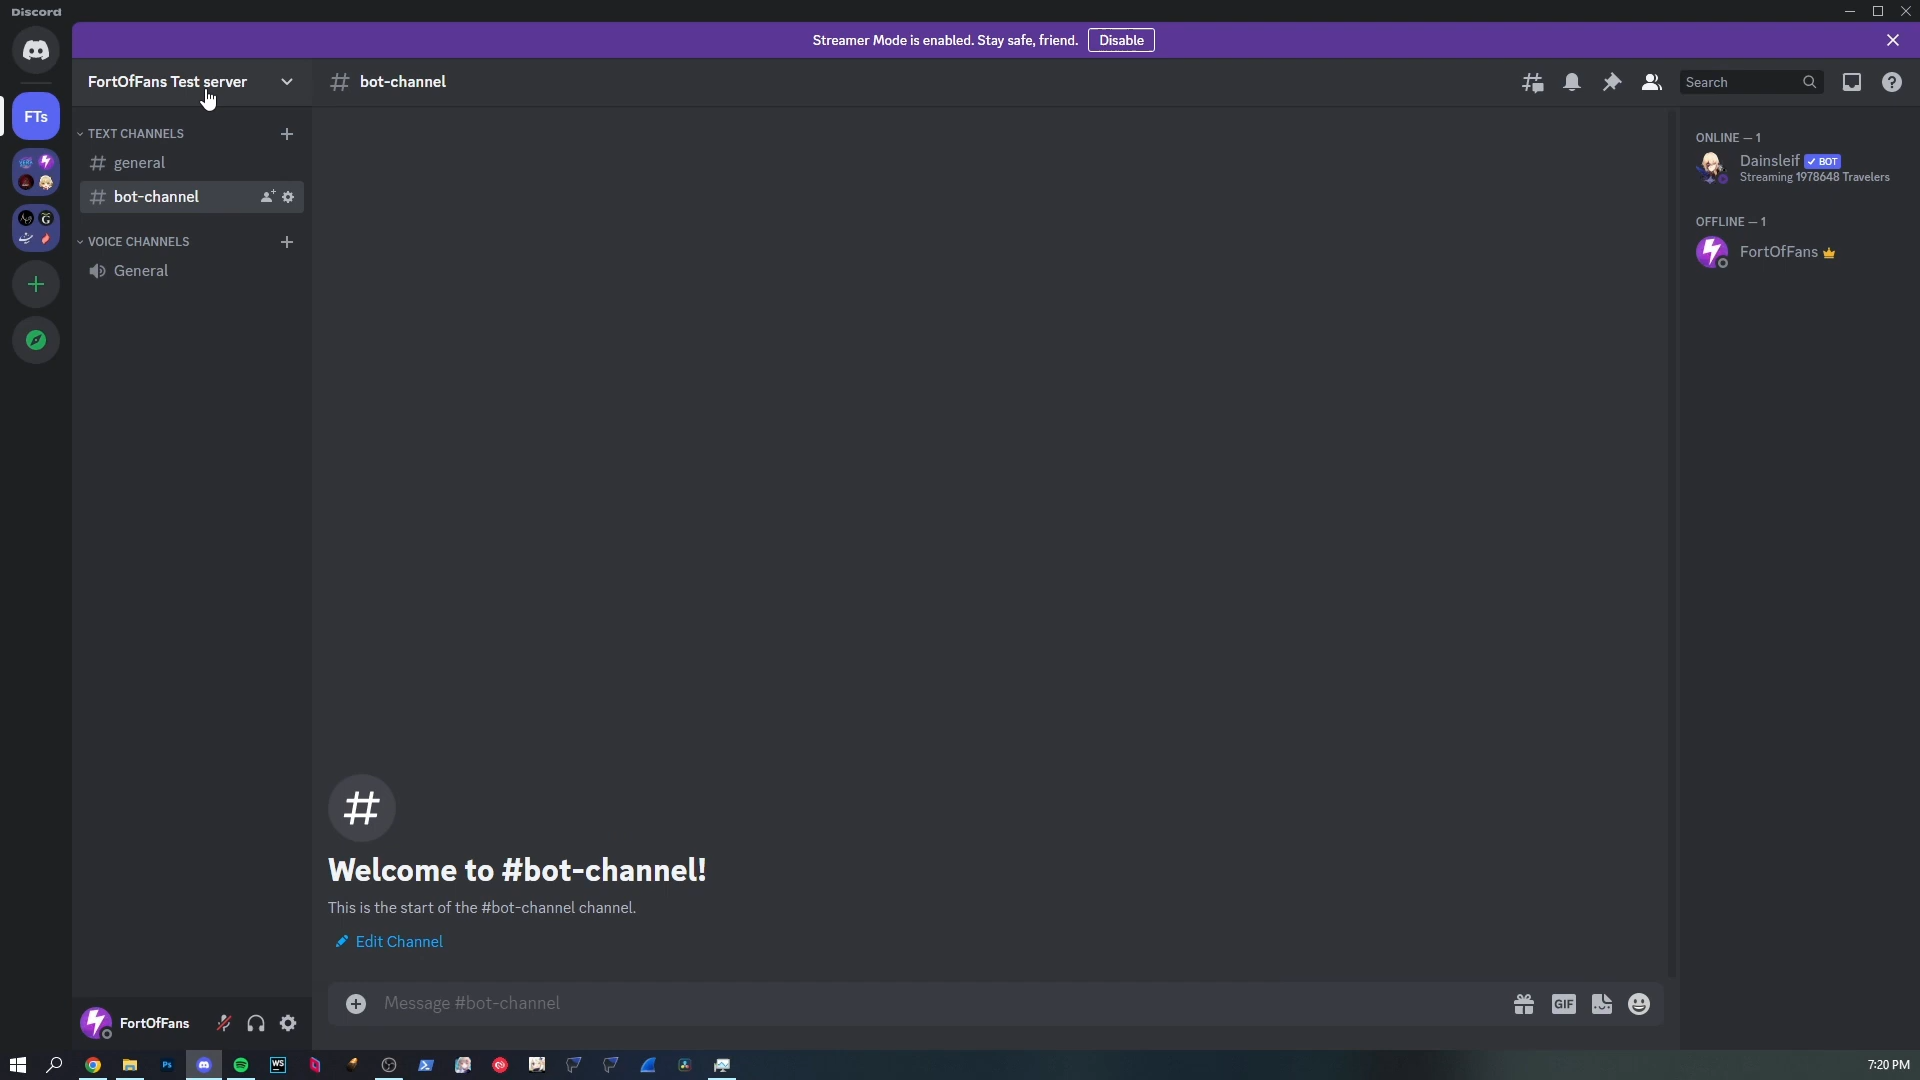 Discord
Streamer Mode is enabled. Stay safe, friend. Disable
FortOfFans Test server
bot-channel
Search
FTs
TEXT CHANNELS
general
bot-channel
VOICE CHANNELS
General
ONLINE — 1
Dainsleif BOT
Streaming 1978648 Travelers
OFFLINE — 1
FortOfFans
Welcome to #bot-channel!
This is the start of the #bot-channel channel.
Edit Channel
Message #bot-channel
GIF
FortOfFans
Ps
WS
7:20 PM